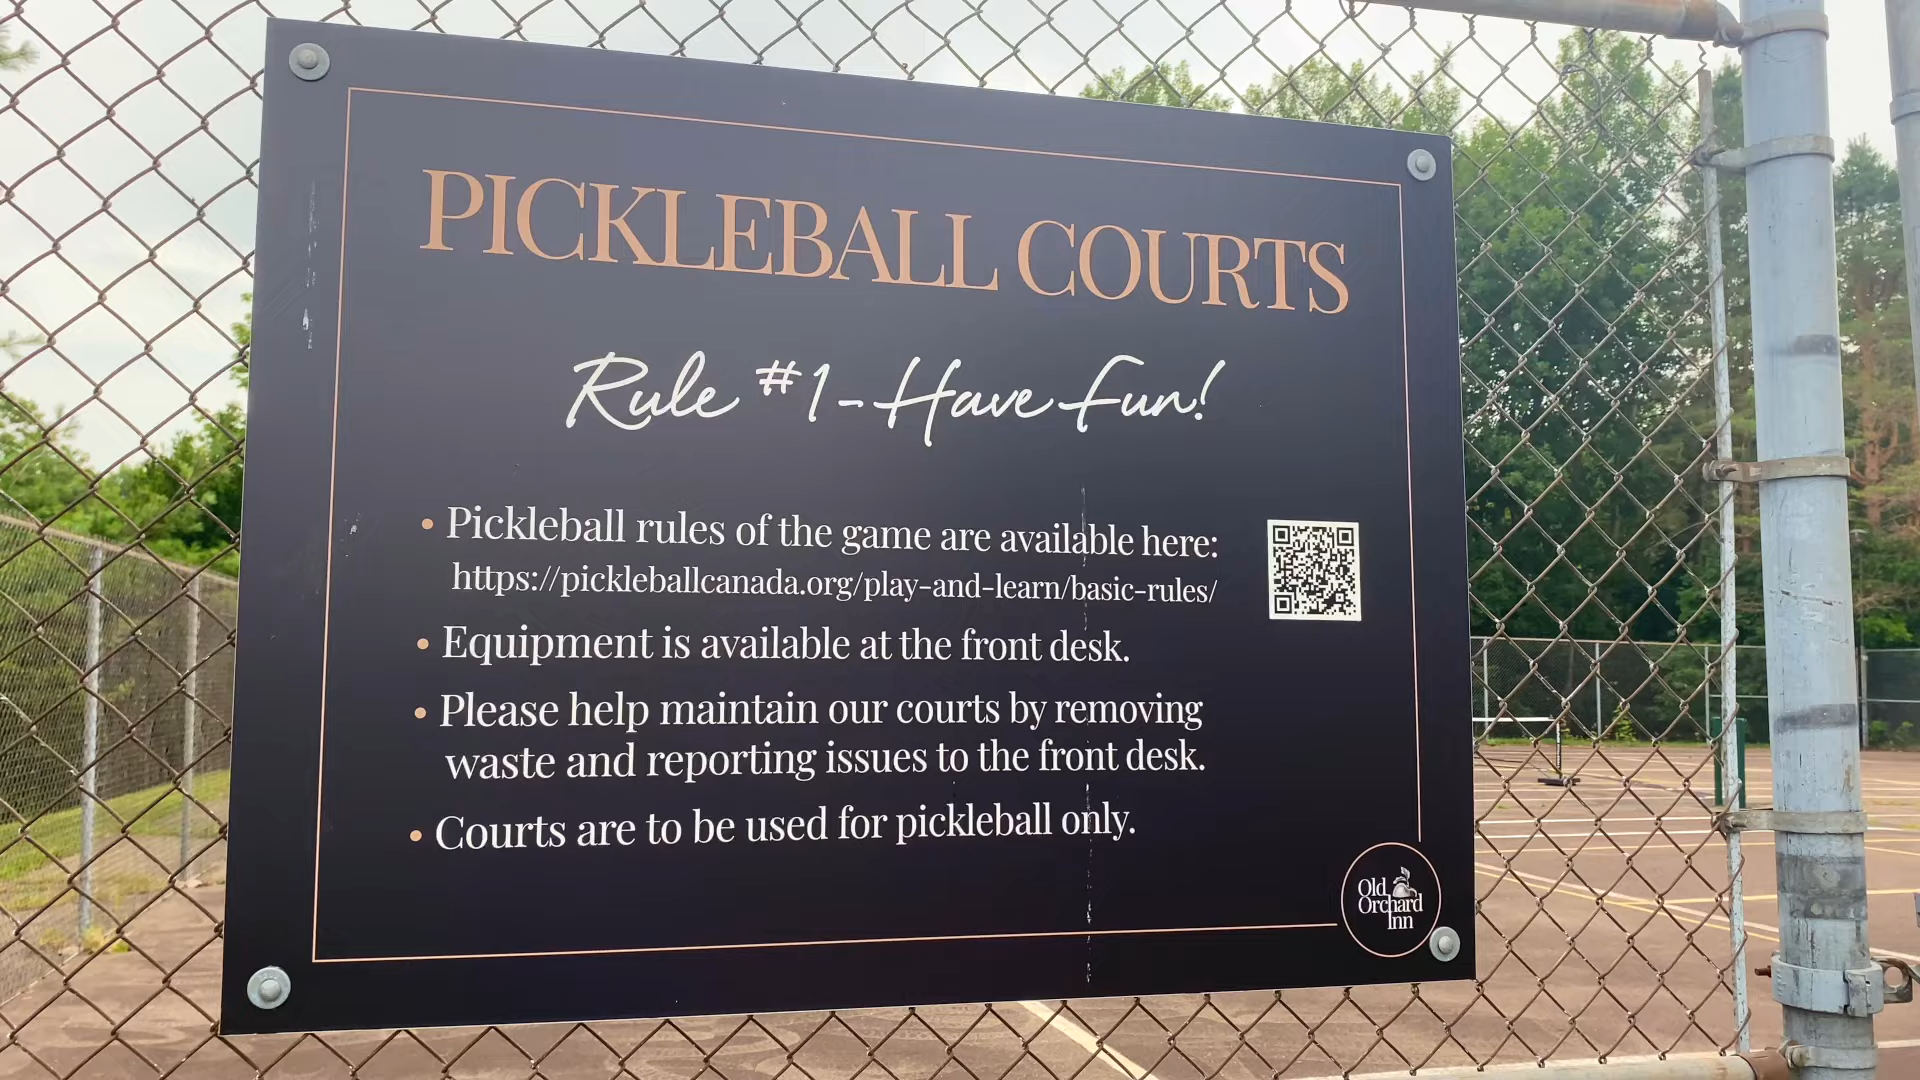 PICKLEBALL COURTS
Rule #1 - Have Fun!
• Pickleball rules of the game are available here:
https://pickleballcanada.org/play-and-learn/basic-rules/
• Equipment is available at the front desk.
• Please help maintain our courts by removing
waste and reporting issues to the front desk.
• Courts are to be used for pickleball only.
Old
Orchard
Inn